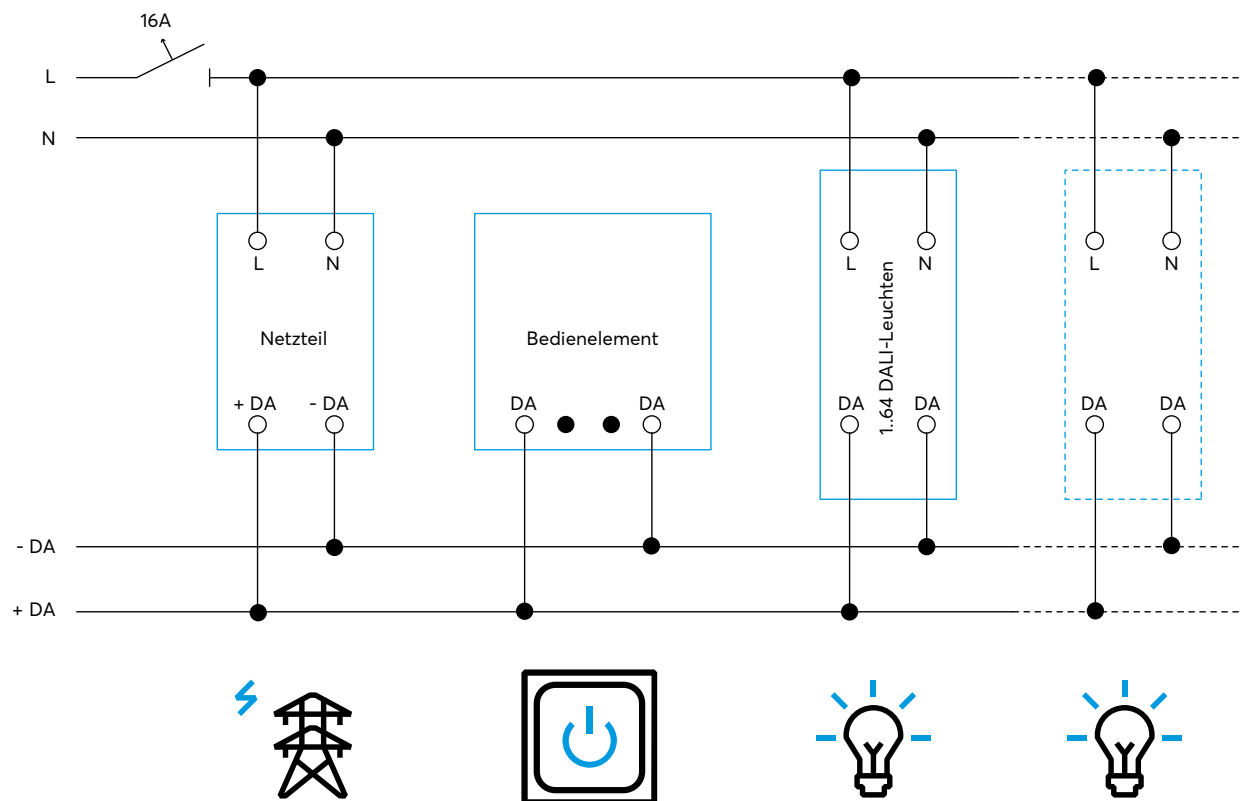 16A
L
N
L N
Netzteil
+ DA - DA
Bedienelement
DA DA
L N
1..64 DALI-Leuchten
DA DA
L N
DA DA
- DA
+ DA